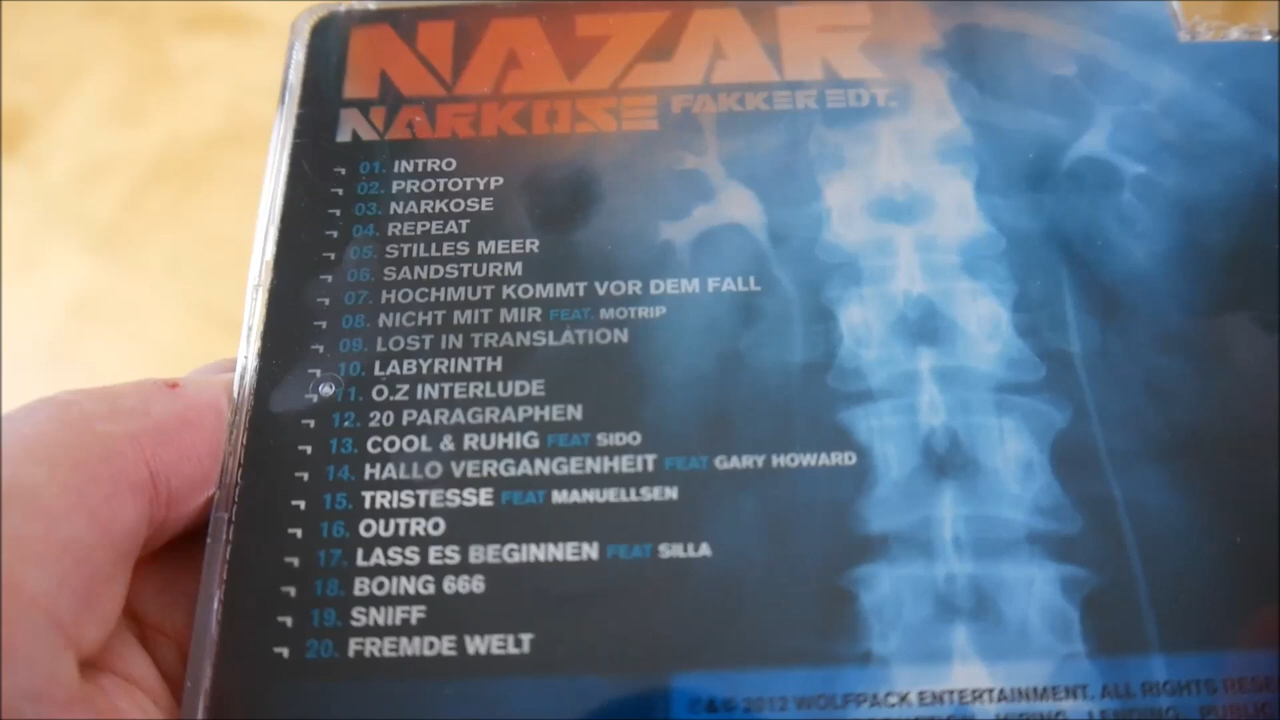 NAZAR
NARKOSE FAKKER EDT.
01. INTRO
02. PROTOTYP
03. NARKOSE
04. REPEAT
05. STILLES MEER
06. SANDSTURM
07. HOCHMUT KOMMT VOR DEM FALL
08. NICHT MIT MIR FEAT. MOTRIP
09. LOST IN TRANSLATION
10. LABYRINTH
11. O.Z INTERLUDE
12. 20 PARAGRAPHEN
13. COOL & RUHIG FEAT SIDO
14. HALLO VERGANGENHEIT FEAT GARY HOWARD
15. TRISTESSE FEAT MANUELLSEN
16. OUTRO
17. LASS ES BEGINNEN FEAT SILLA
18. BOING 666
19. SNIFF
20. FREMDE WELT
℗&© 2012 WOLFPACK ENTERTAINMENT. ALL RIGHTS
HIRING, LENDING, PUBLIC